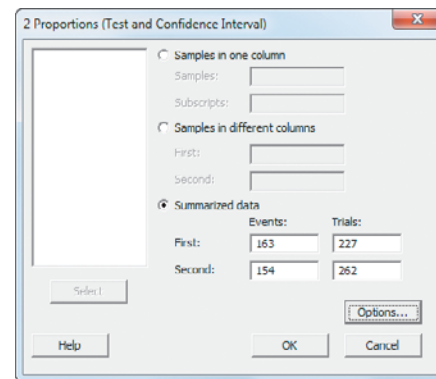 2 Proportions (Test and Confidence Interval)
Samples in one column
Samples:
Subscripts:
Samples in different columns
First:
Second:
Summarized data
Events: Trials:
First: 163 227
Second: 154 262
Select
Options...
Help OK Cancel